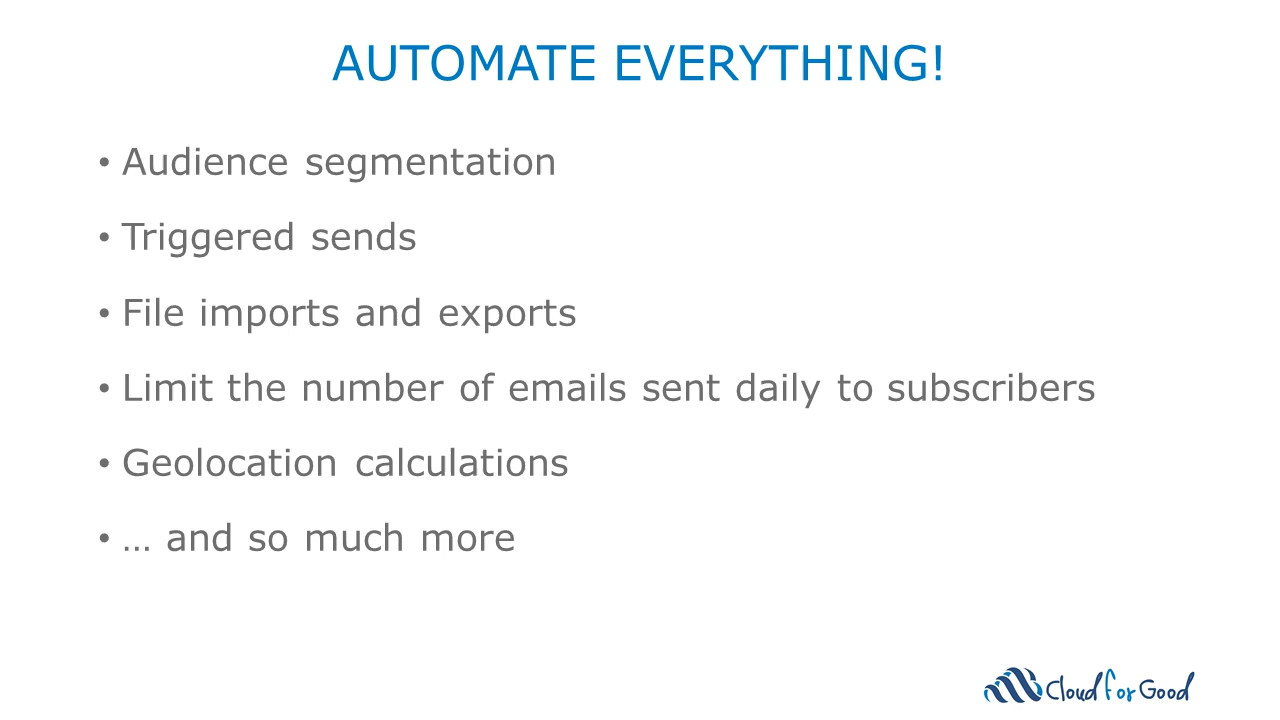 AUTOMATE EVERYTHING!
• Audience segmentation
• Triggered sends
• File imports and exports
• Limit the number of emails sent daily to subscribers
• Geolocation calculations
• … and so much more
Cloud for Good